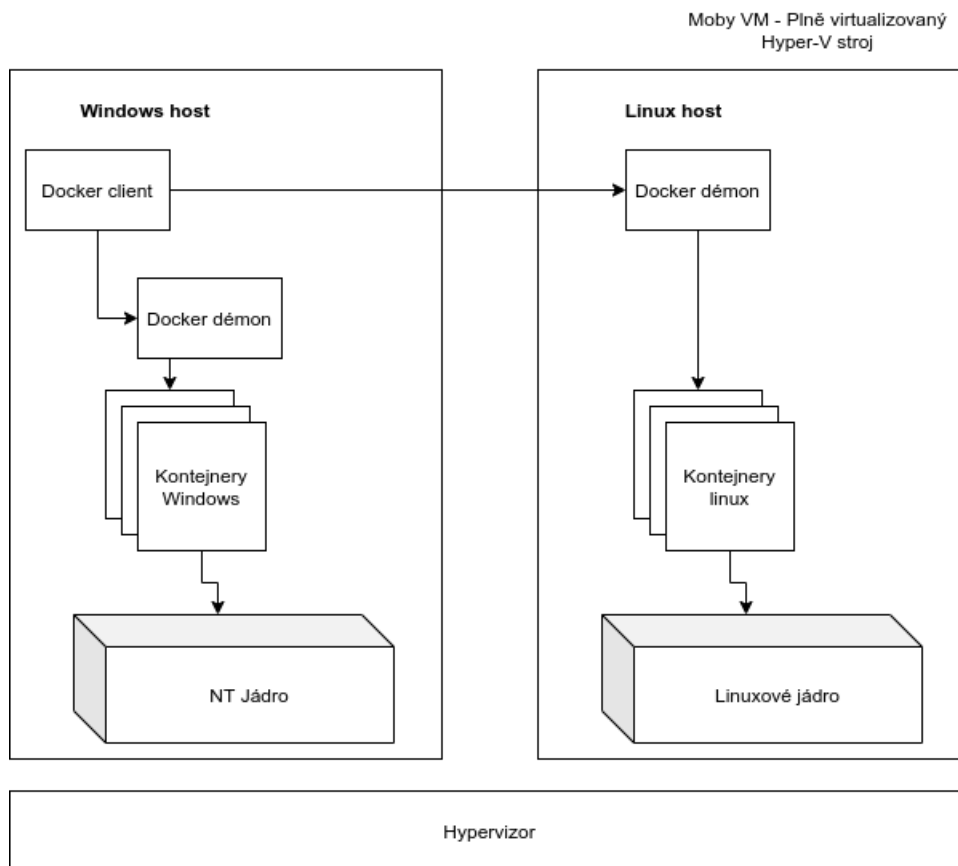 Moby VM - Plně virtualizovaný
Hyper-V stroj
Windows host
Linux host
Docker client
Docker démon
Docker démon
Kontejnery
Windows
Kontejnery
linux
NT Jádro
Linuxové jádro
Hypervizor